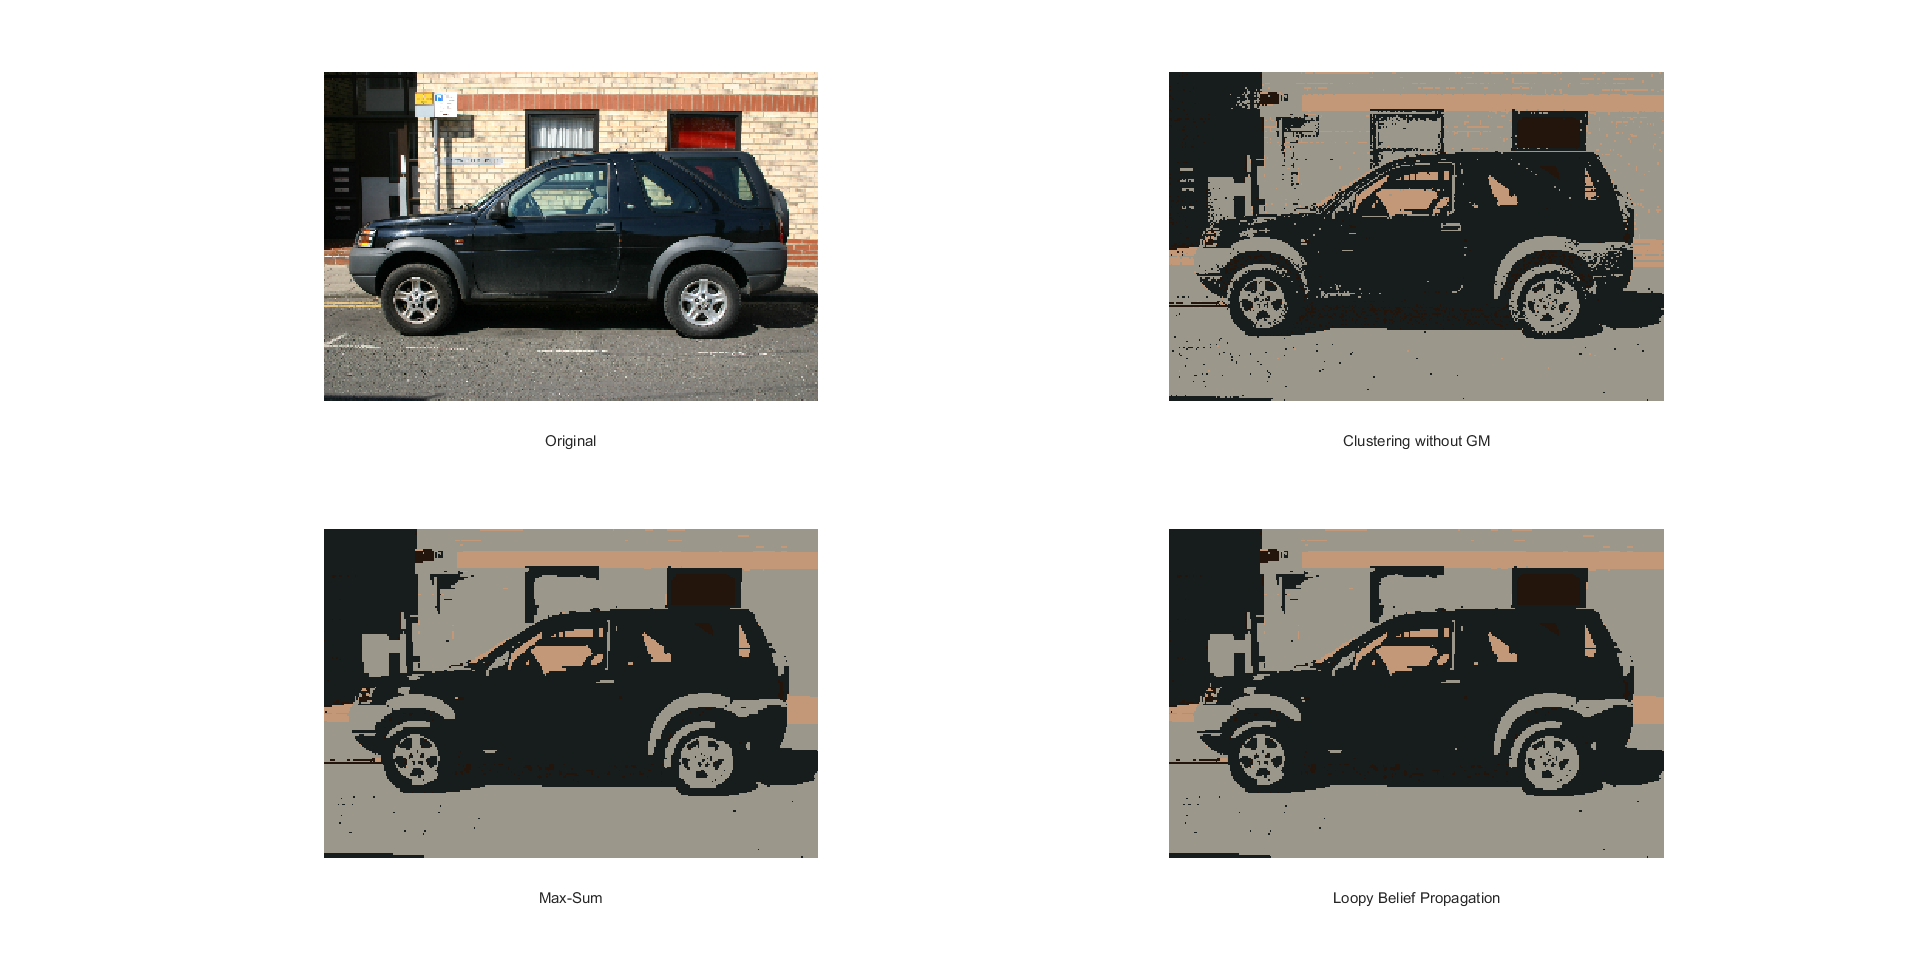 Original
Clustering without GM
Max-Sum
Loopy Belief Propagation